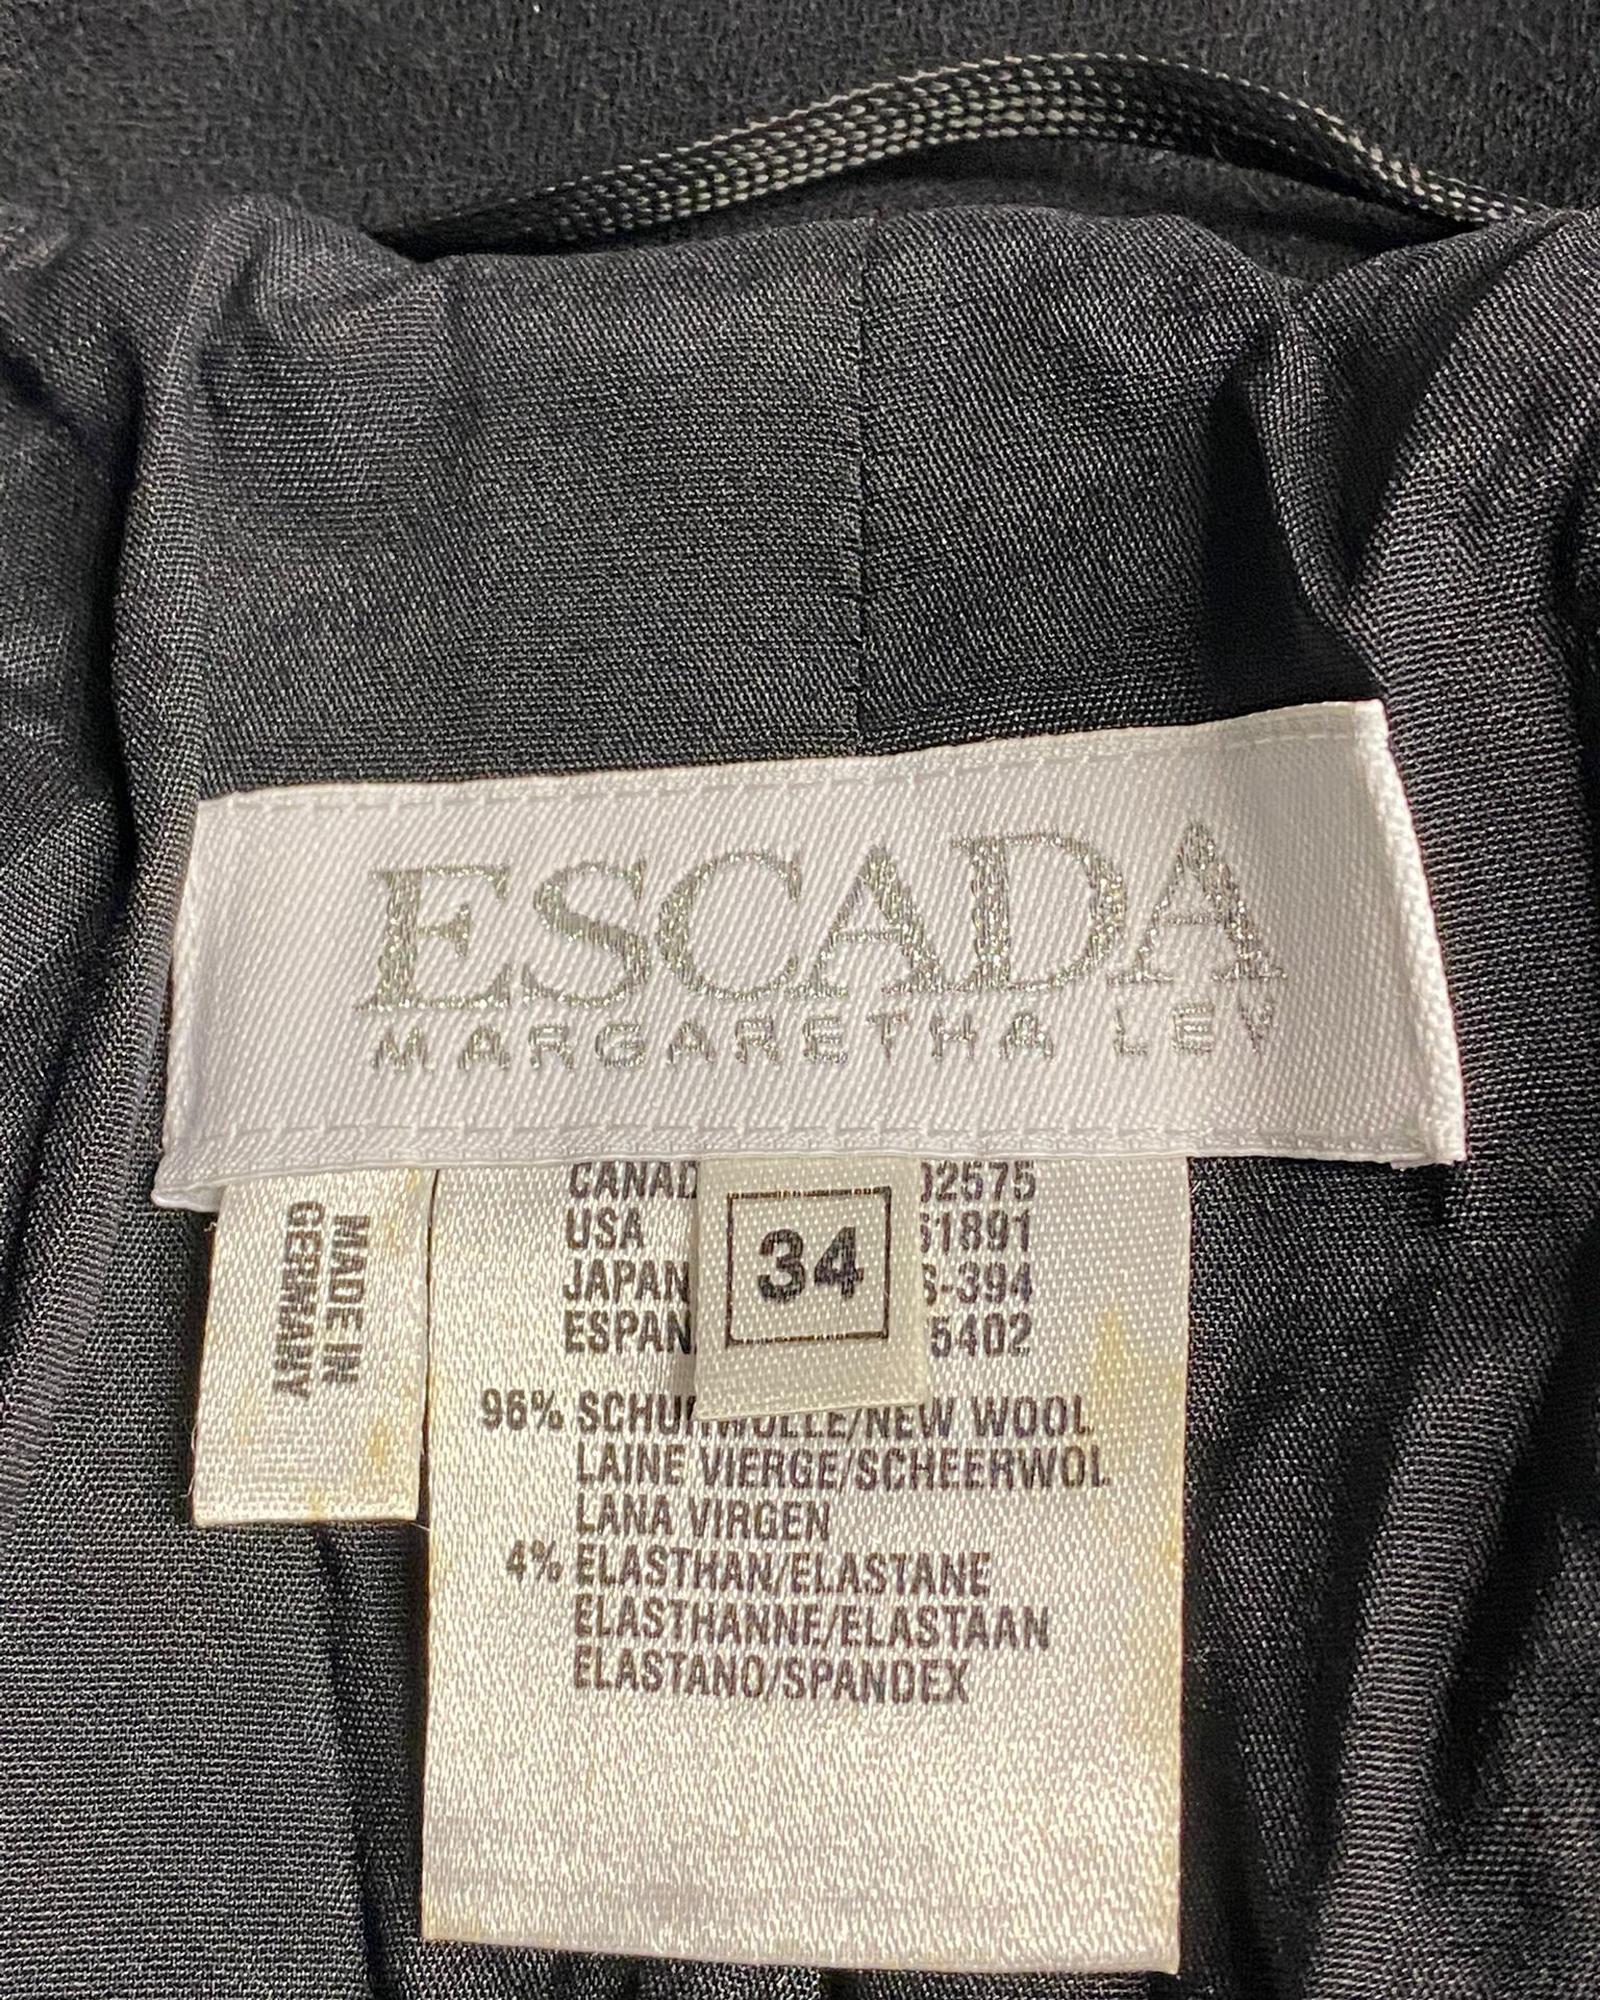 ESCADA
MARGARETHA LEY
MADE IN
GERMANY
34
USA
JAPAN
96% SCHURWOLLE/NEW WOOL
LAINE VIERGE/SCHEERWOL
LANA VIRGEN
4% ELASTHAN/ELASTANE
ELASTHANNE/ELASTAAN
ELASTANO/SPANDEX